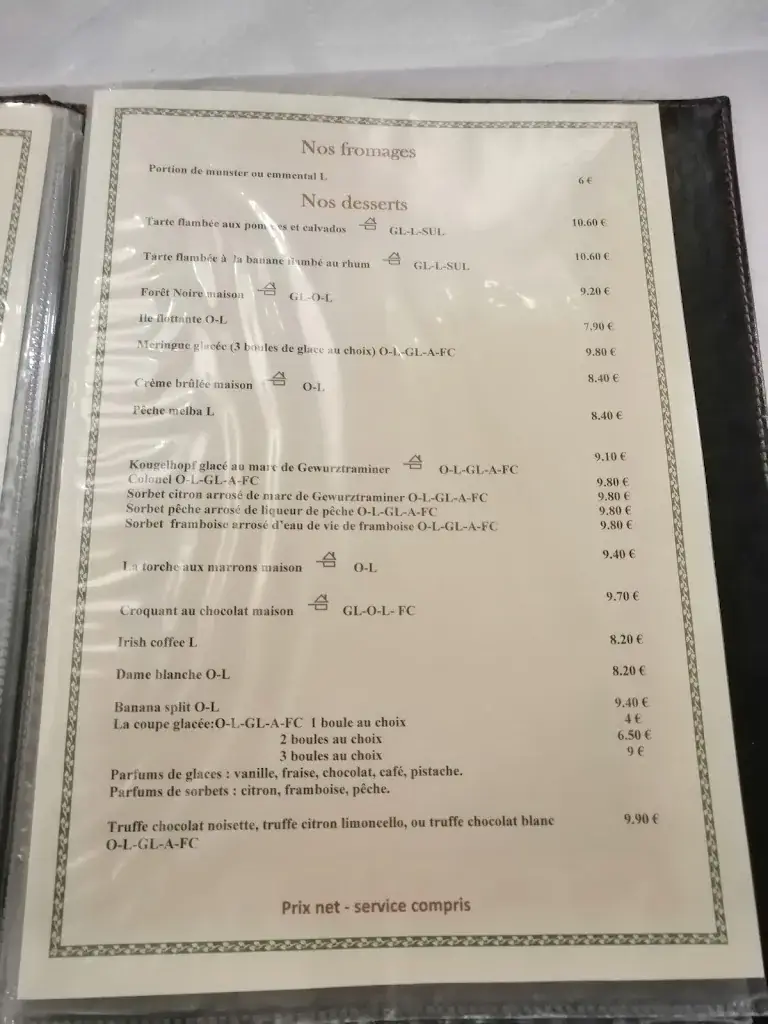 Nos fromages
Portion de munster ou emmental L 6 €
Nos desserts
Tarte flambée aux pommes et calvados GL-L-SUL 10.60 €
Tarte flambée à la banane flambé au rhum GL-L-SUL 10.60 €
Forêt Noire maison GL-O-L 9.20 €
Ile flottante O-L 7.90 €
Meringue glacée (3 boules de glace au choix) O-L-GL-A-FC 9.80 €
Crème brûlée maison O-L 8.40 €
Pêche melba L 8.40 €
Kougelhopf glacé au marc de Gewurztraminer O-L-GL-A-FC 9.10 €
Colonel O-L-GL-A-FC 9.80 €
Sorbet citron arrosé de marc de Gewurztraminer O-L-GL-A-FC 9.80 €
Sorbet pêche arrosé de liqueur de pêche O-L-GL-A-FC 9.80 €
Sorbet framboise arrosé d'eau de vie de framboise O-L-GL-A-FC 9.80 €
La torche aux marrons maison O-L 9.40 €
Croquant au chocolat maison GL-O-L- FC 9.70 €
Irish coffee L 8.20 €
Dame blanche O-L 8.20 €
Banana split O-L 9.40 €
La coupe glacée:O-L-GL-A-FC 1 boule au choix 4 €
2 boules au choix 6.50 €
3 boules au choix 9 €
Parfums de glaces : vanille, fraise, chocolat, café, pistache.
Parfums de sorbets : citron, framboise, pêche.
Truffe chocolat noisette, truffe citron limoncello, ou truffe chocolat blanc 9.90 €
O-L-GL-A-FC
Prix net - service compris